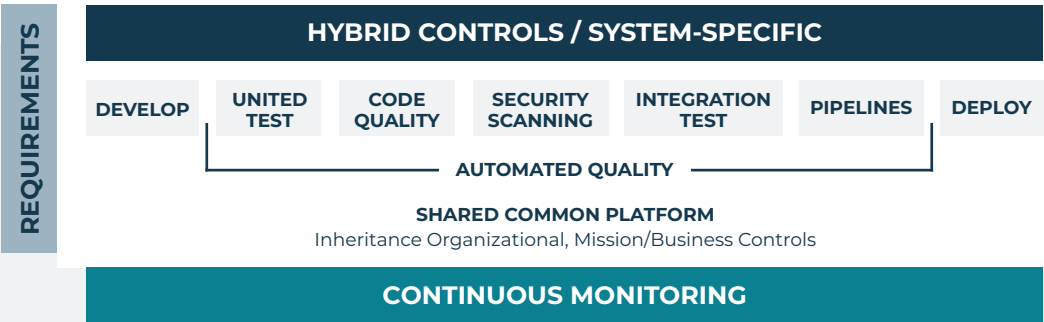 REQUIREMENTS
HYBRID CONTROLS / SYSTEM-SPECIFIC
DEVELOP
UNITED
TEST
CODE
QUALITY
SECURITY
SCANNING
INTEGRATION
TEST
PIPELINES
DEPLOY
AUTOMATED QUALITY
SHARED COMMON PLATFORM
Inheritance Organizational, Mission/Business Controls
CONTINUOUS MONITORING